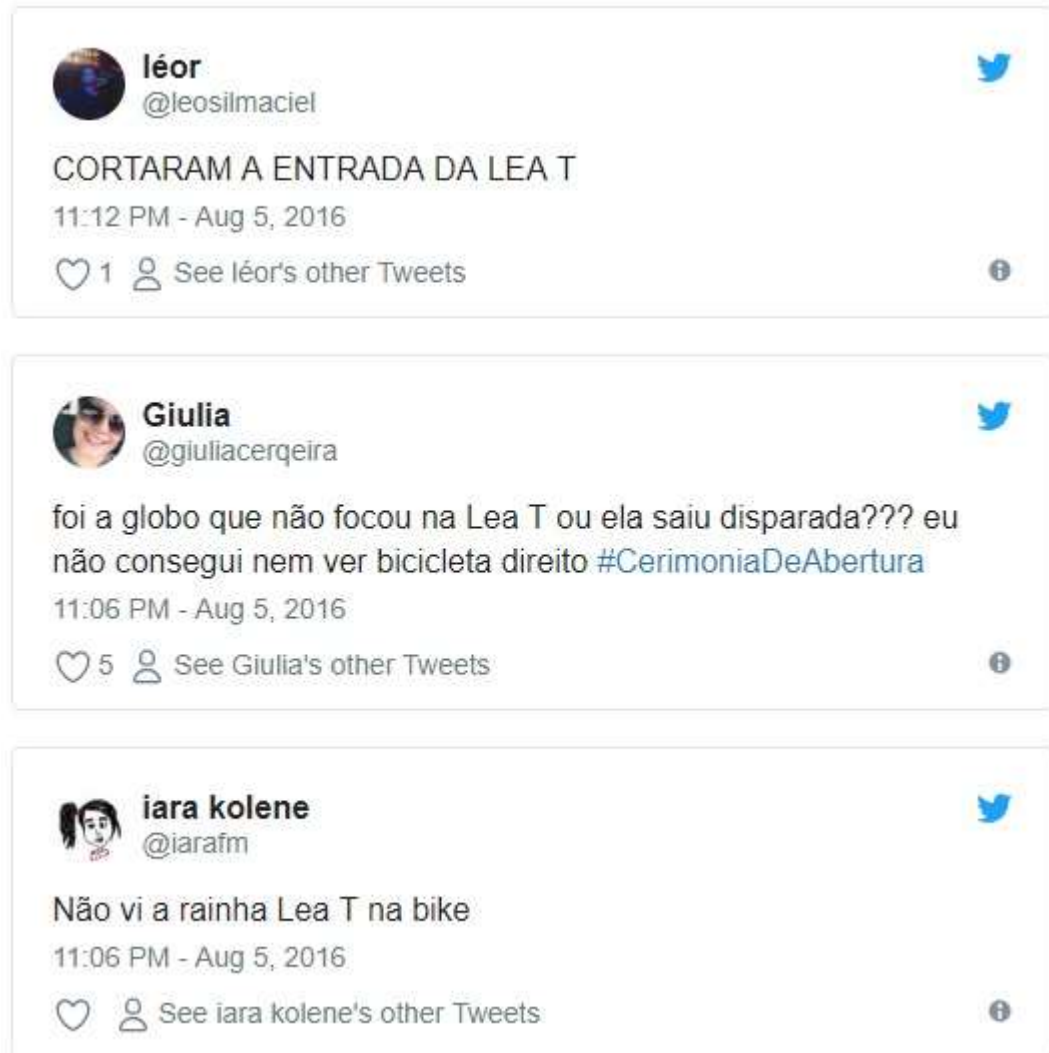 léor
@leosilmaciel
CORTARAM A ENTRADA DA LEA T
11:12 PM - Aug 5, 2016
1 See léor's other Tweets
Giulia
@giuliacerqeira
foi a globo que não focou na Lea T ou ela saiu disparada??? eu
não consegui nem ver bicicleta direito #CerimoniaDeAbertura
11:06 PM - Aug 5, 2016
5 See Giulia's other Tweets
iara kolene
@iarafm
Não vi a rainha Lea T na bike
11:06 PM - Aug 5, 2016
See iara kolene's other Tweets